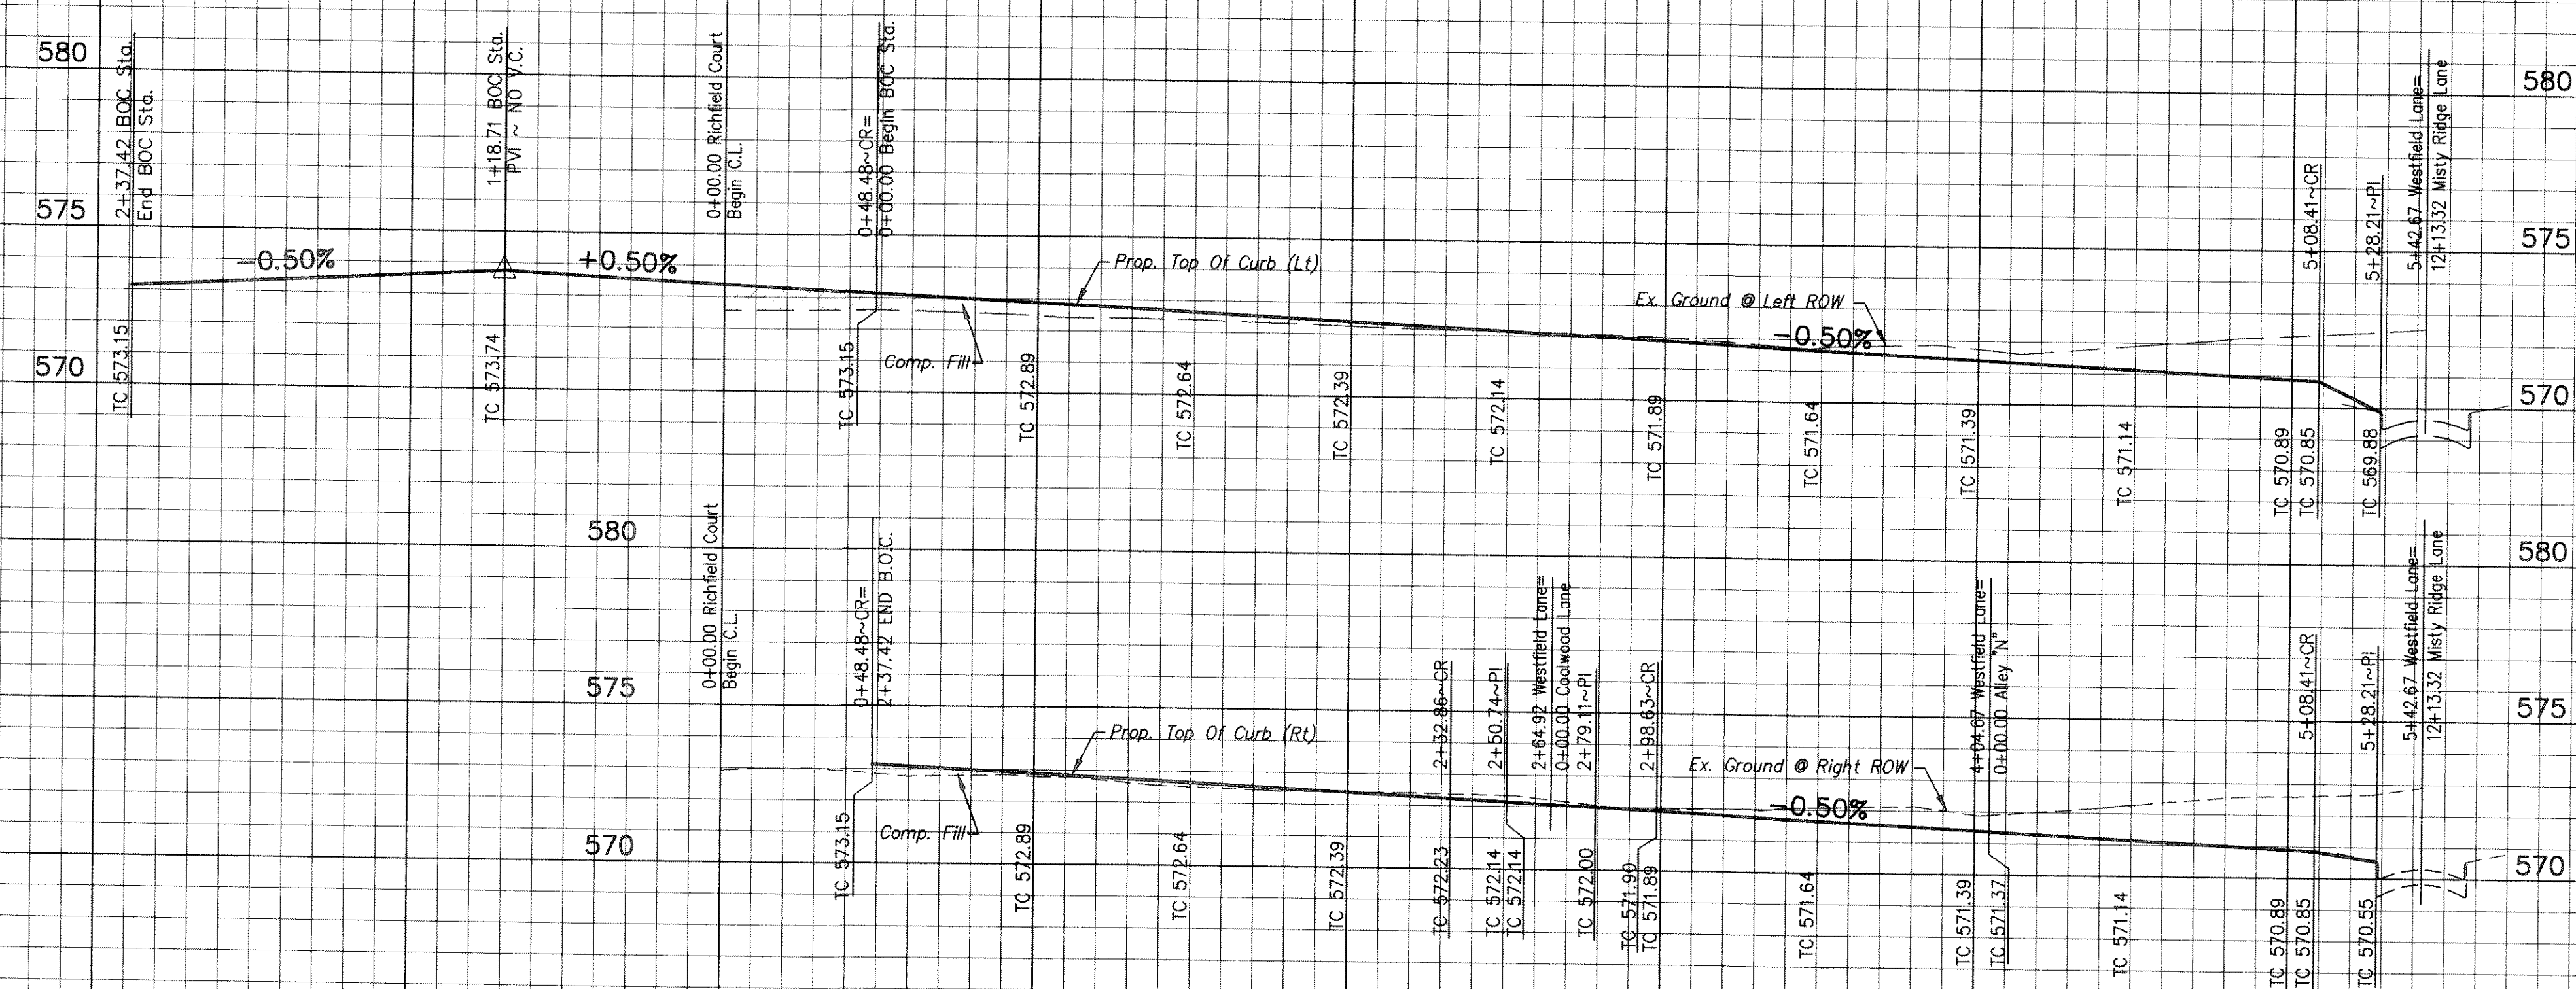 580
2+37.42 BOC Sta.
End BOC Sta.
1+18.71 BOC Sta.
PVI ~ NO V.C.
0+00.00 Richfield Court
Begin C.L.
0+48.48~CR=
0+00.00 Begin BOC Sta.
5+08.41~CR
5+28.21~PI
5+42.67 Westfield Lane=
12+13.32 Misty Ridge Lane
580
575
575
-0.50%
+0.50%
Prop. Top Of Curb (Lt)
Ex. Ground @ Left ROW
-0.50%
Comp. Fill
570
570
TC 573.15
TC 573.74
TC 573.15
TC 572.89
TC 572.64
TC 572.39
TC 572.14
TC 571.89
TC 571.64
TC 571.39
TC 571.14
TC 570.89
TC 570.85
TC 569.88
580
0+00.00 Richfield Court
Begin C.L.
0+48.48~CR=
2+37.42 END B.O.C.
2+32.86~CR
2+50.74~PI
2+64.92 Westfield Lane=
0+00.00 Coolwood Lane
2+79.11~PI
2+98.63~CR
4+04.67 Westfield Lane=
0+00.00 Alley "N"
5+08.41~CR
5+28.21~PI
5+42.67 Westfield Lane=
12+13.32 Misty Ridge Lane
580
575
575
Prop. Top Of Curb (Rt)
Ex. Ground @ Right ROW
-0.50%
Comp. Fill
570
570
TC 573.15
TC 572.89
TC 572.64
TC 572.39
TC 572.23
TC 572.14
TC 572.14
TC 572.00
TC 571.90
TC 571.89
TC 571.64
TC 571.39
TC 571.37
TC 571.14
TC 570.89
TC 570.85
TC 570.55